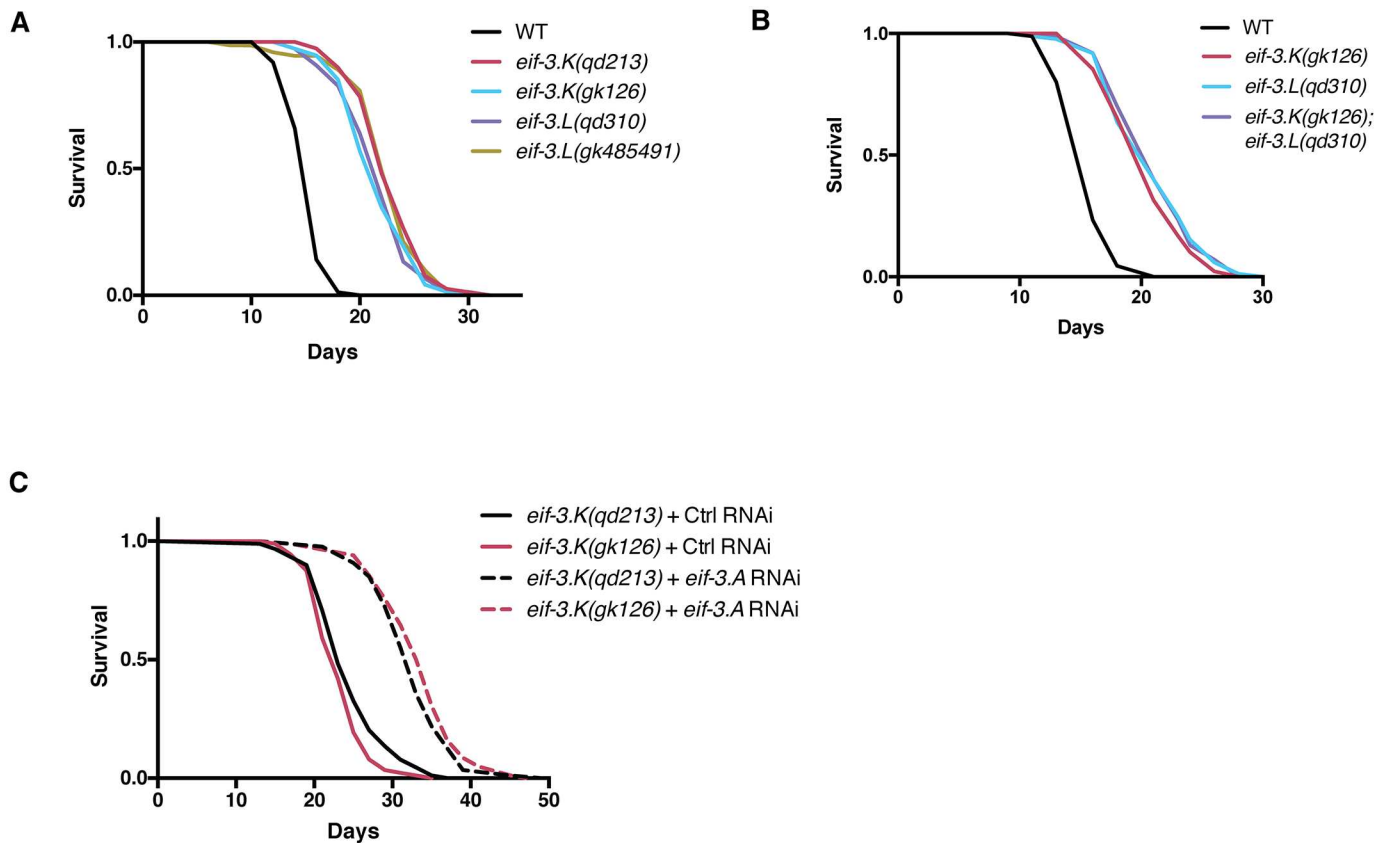 A
WT
eif-3.K(qd213)
eif-3.K(gk126)
eif-3.L(qd310)
eif-3.L(gk485491)
1.0
0.5
0.0
Survival
0 10 20 30
Days
B
WT
eif-3.K(gk126)
eif-3.L(qd310)
eif-3.K(gk126);
eif-3.L(qd310)
1.0
0.5
0.0
Survival
0 10 20 30
Days
C
eif-3.K(qd213) + Ctrl RNAi
eif-3.K(gk126) + Ctrl RNAi
eif-3.K(qd213) + eif-3.A RNAi
eif-3.K(gk126) + eif-3.A RNAi
1.0
0.5
0.0
Survival
0 10 20 30 40 50
Days